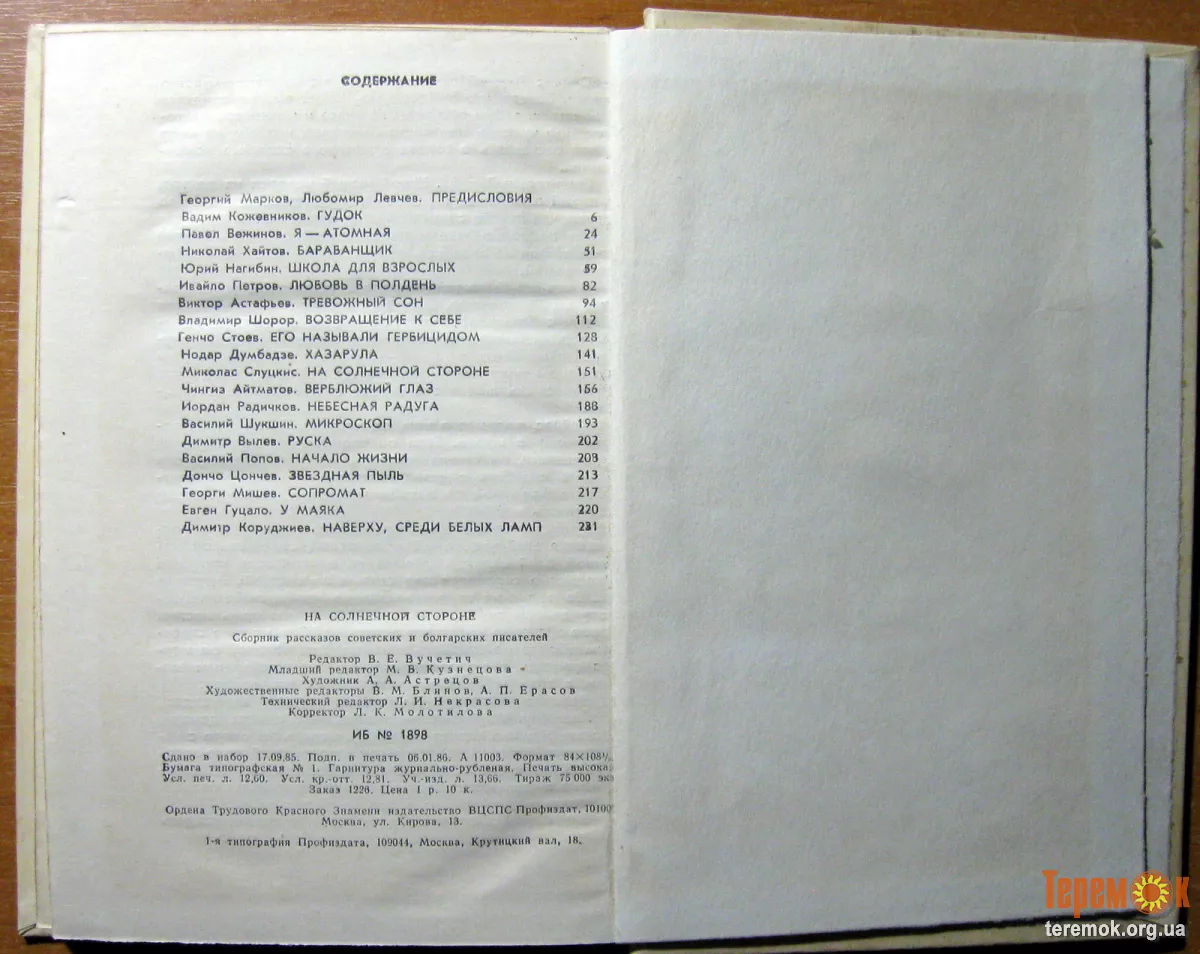 СОДЕРЖАНИЕ
Георгий Марков, Любомир Левчев. ПРЕДИСЛОВИЯ
Вадим Кожевников. ГУДОК 6
Павел Вежинов. Я — АТОМНАЯ 24
Николай Хайтов. БАРАБАНЩИК 51
Юрий Нагибин. ШКОЛА ДЛЯ ВЗРОСЛЫХ 59
Ивайло Петров. ЛЮБОВЬ В ПОЛДЕНЬ 82
Виктор Астафьев. ТРЕВОЖНЫЙ СОН 94
Владимир Шорор. ВОЗВРАЩЕНИЕ К СЕБЕ 112
Генчо Стоев. ЕГО НАЗЫВАЛИ ГЕРБИЦИДОМ 128
Нодар Думбадзе. ХАЗАРУЛА 141
Миколас Слуцкис. НА СОЛНЕЧНОЙ СТОРОНЕ 151
Чингиз Айтматов. ВЕРБЛЮЖИЙ ГЛАЗ 166
Иордан Радичков. НЕБЕСНАЯ РАДУГА 188
Василий Шукшин. МИКРОСКОП 193
Димитр Вылев. РУСКА 202
Василий Попов. НАЧАЛО ЖИЗНИ 208
Дончо Цончев. ЗВЕЗДНАЯ ПЫЛЬ 213
Георги Мишев. СОПРОМАТ 217
Евген Гуцало. У МАЯКА 220
Димитр Коруджиев. НАВЕРХУ, СРЕДИ БЕЛЫХ ЛАМП 231
НА СОЛНЕЧНОЙ СТОРОНЕ
Сборник рассказов советских и болгарских писателей
Редактор В. Е. Вучетич
Младший редактор М. В. Кузнецова
Художник А. А. Астрецов
Художественные редакторы В. М. Блинов, А. П. Ерасов
Технический редактор Л. И. Некрасова
Корректор Л. К. Молотилова
ИБ № 1898
Сдано в набор 17.09.85. Подп. в печать 06.01.86. А 11003. Формат 84×108¹/
Бумага типографская № 1. Гарнитура журнально-рубленая. Печать высока
Усл. печ. л. 12,60. Усл. кр.-отт. 12,81. Уч.-изд. л. 13,66. Тираж 75 000 эк
Заказ 1226. Цена 1 р. 10 к.
Ордена Трудового Красного Знамени издательство ВЦСПС Профиздат, 10100
Москва, ул. Кирова, 13.
1-я типография Профиздата, 109044, Москва, Крутицкий вал, 18.
ТеремОк
teremok.org.ua